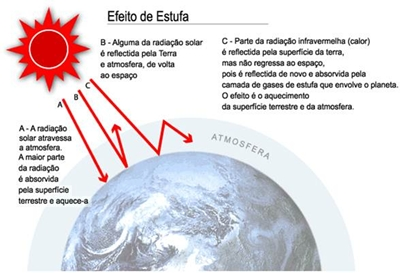 Efeito de Estufa
B - Alguma da radiação solar
é reflectida pela Terra
e atmosfera, de volta
ao espaço
C - Parte da radiação infravermelha (calor)
é reflectida pela superfície da terra,
mas não regressa ao espaço,
pois é reflectida de novo e absorvida pela
camada de gases de estufa que envolve o planeta.
O efeito é o aquecimento
da superfície terrestre e da atmosfera.
C
B
A
A - A radiação
solar atravessa
a atmosfera.
A maior parte
da radiação
é absorvida
pela superfície
terrestre e aquece-a
ATMOSFERA